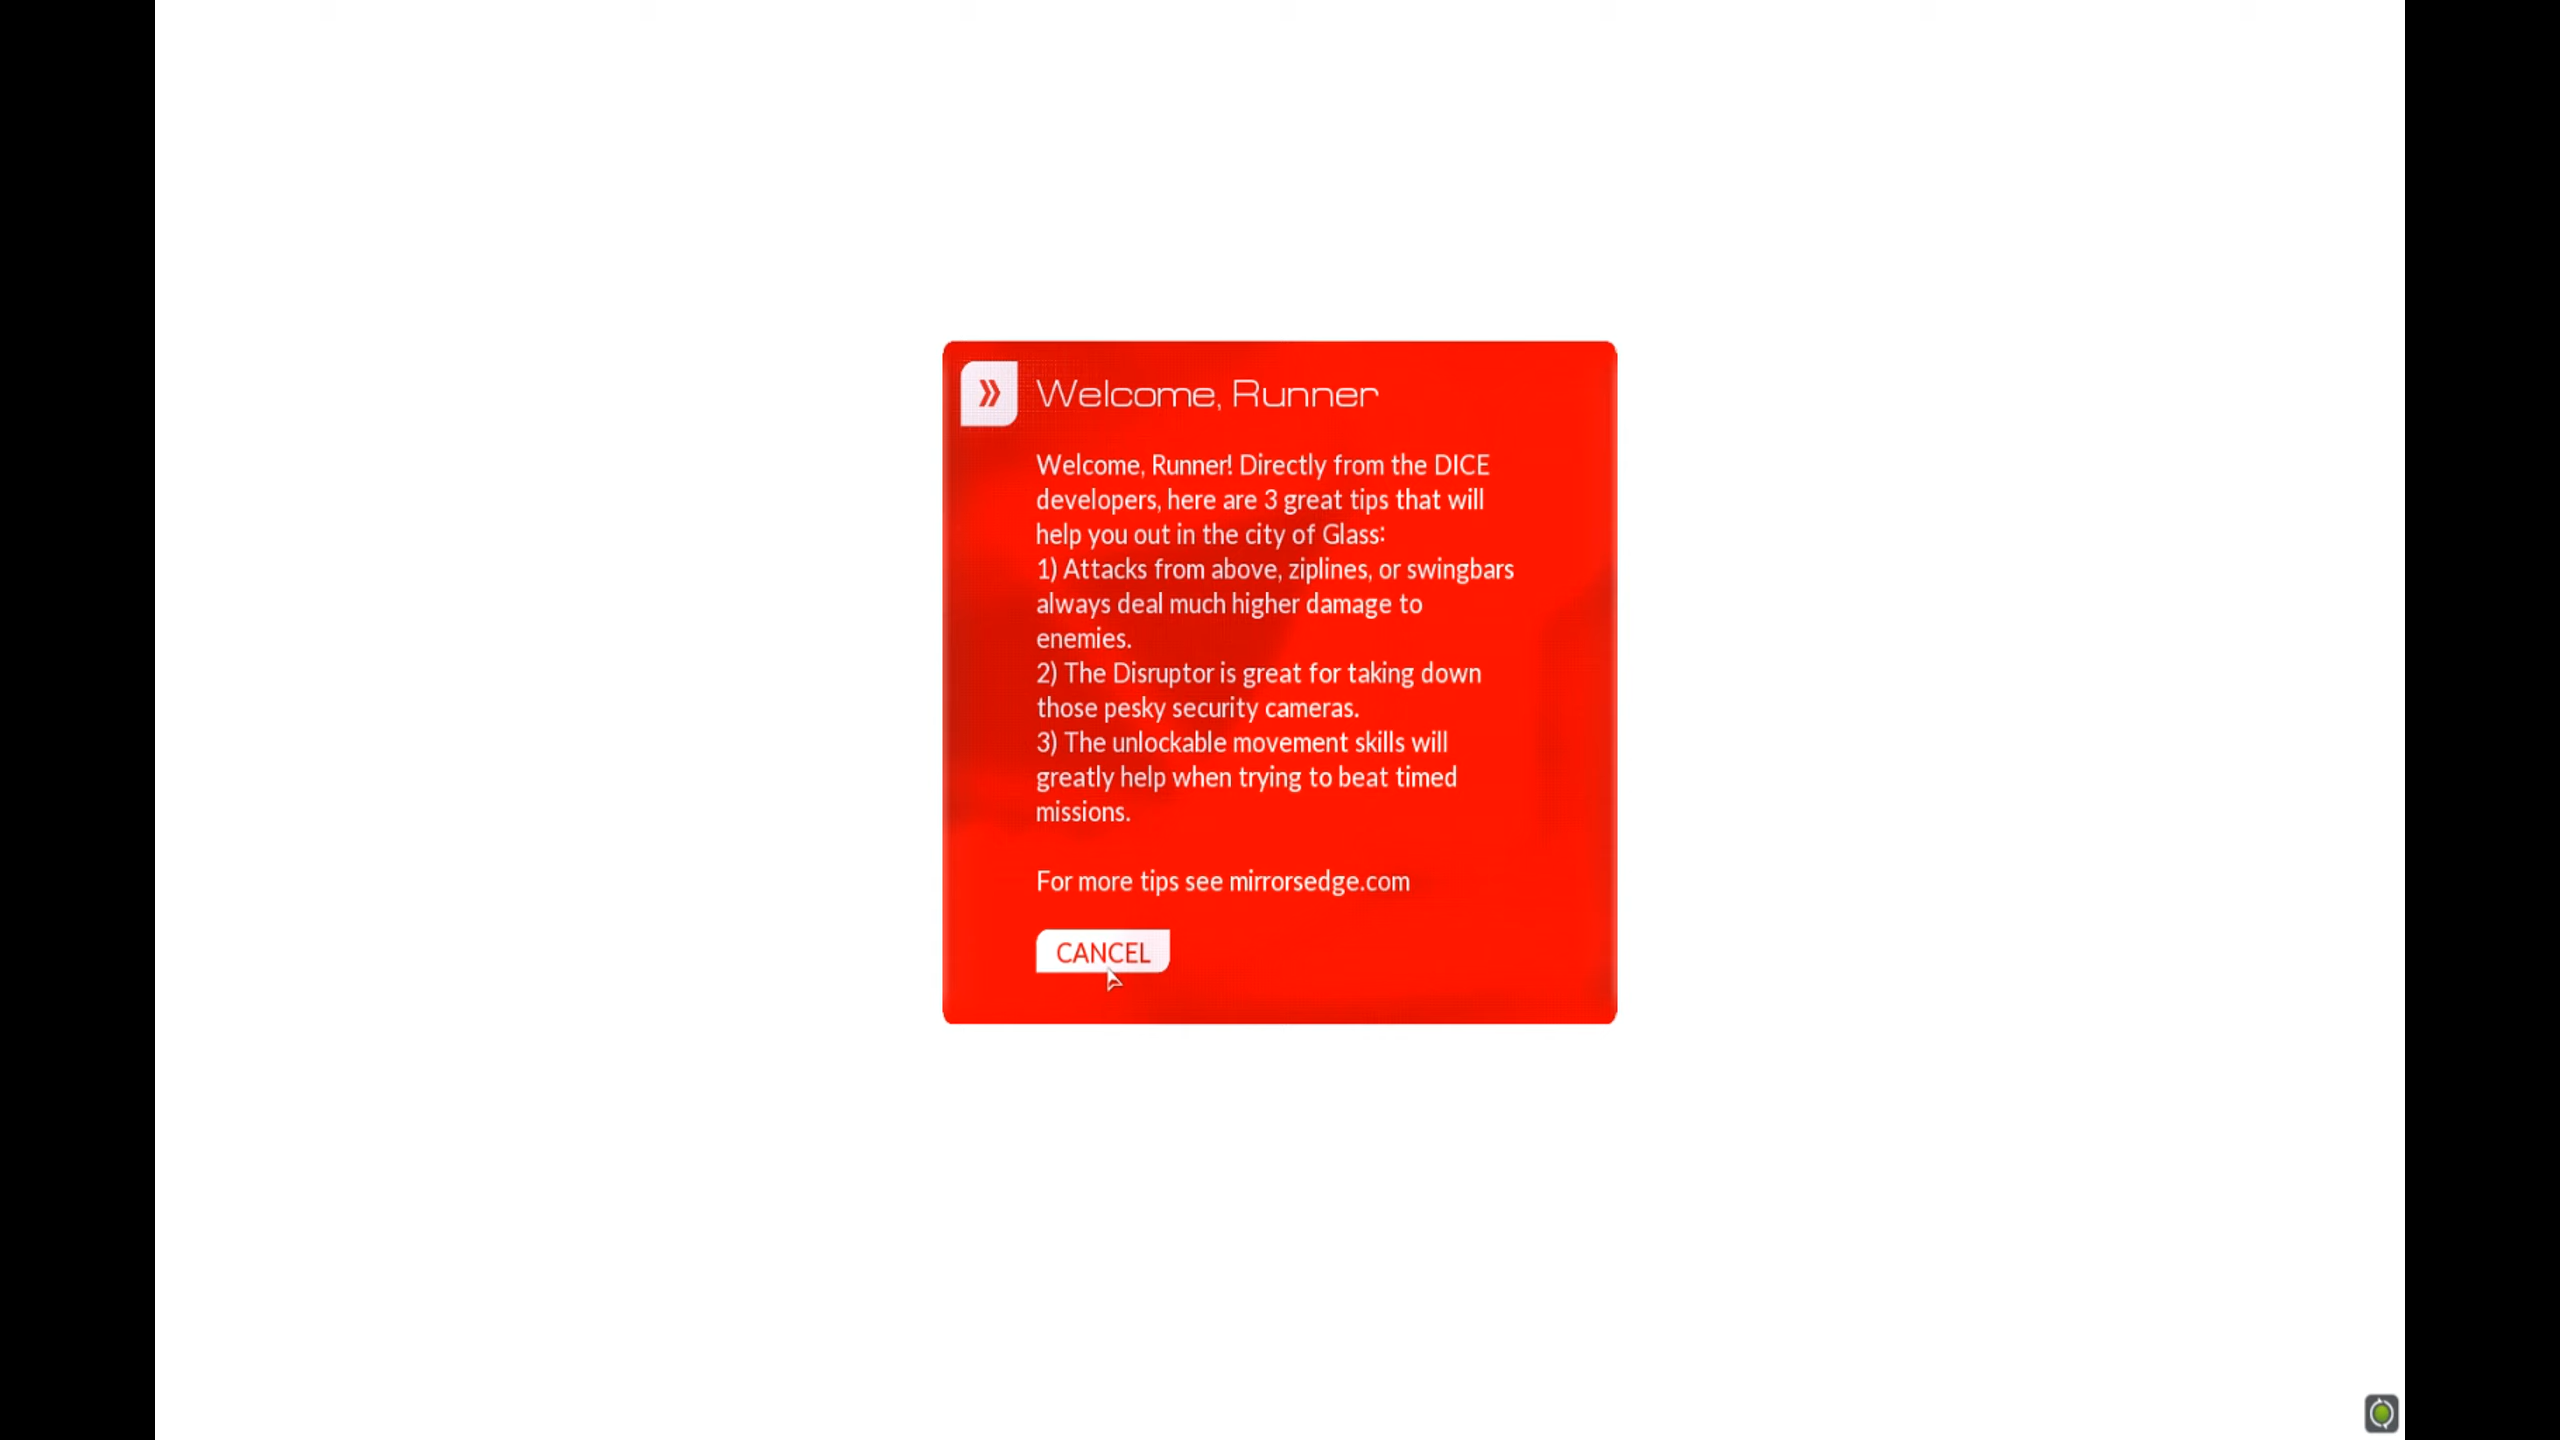 Welcome, Runner
Welcome, Runner! Directly from the DICE
developers, here are 3 great tips that will
help you out in the city of Glass:
1) Attacks from above, ziplines, or swingbars
always deal much higher damage to
enemies.
2) The Disruptor is great for taking down
those pesky security cameras.
3) The unlockable movement skills will
greatly help when trying to beat timed
missions.
For more tips see mirrorsedge.com
CANCEL